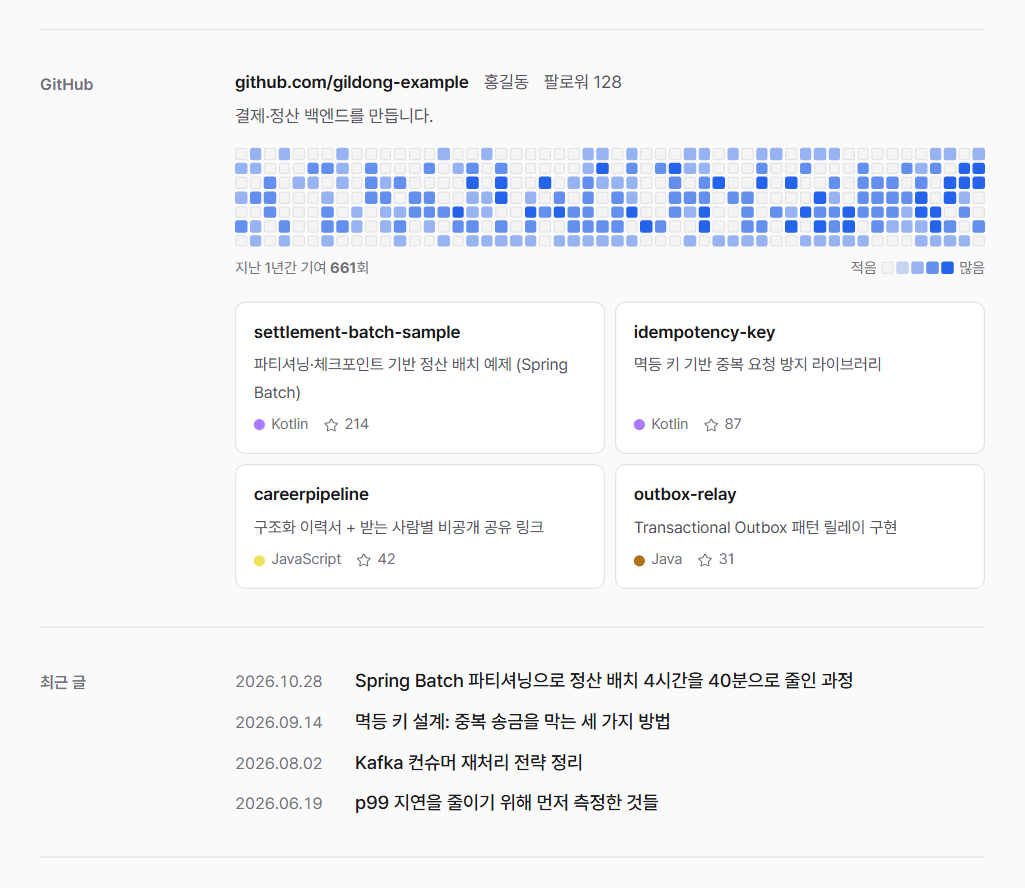 GitHub
github.com/gildong-example 홍길동 팔로워 128
결제·정산 백엔드를 만듭니다.
지난 1년간 기여 661회
적음 많음
settlement-batch-sample
파티셔닝·체크포인트 기반 정산 배치 예제 (Spring
Batch)
Kotlin 214
idempotency-key
멱등 키 기반 중복 요청 방지 라이브러리
Kotlin 87
careerpipeline
구조화 이력서 + 받는 사람별 비공개 공유 링크
JavaScript 42
outbox-relay
Transactional Outbox 패턴 릴레이 구현
Java 31
최근 글
2026.10.28 Spring Batch 파티셔닝으로 정산 배치 4시간을 40분으로 줄인 과정
2026.09.14 멱등 키 설계: 중복 송금을 막는 세 가지 방법
2026.08.02 Kafka 컨슈머 재처리 전략 정리
2026.06.19 p99 지연을 줄이기 위해 먼저 측정한 것들